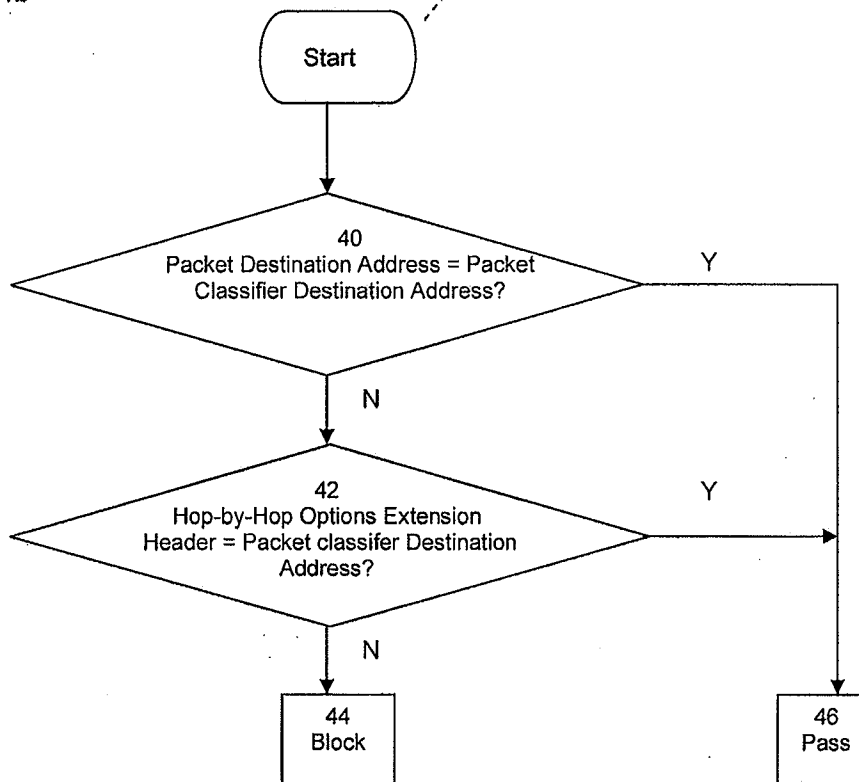 Start
40
Packet Destination Address = Packet
Classifier Destination Address?
Y
N
42
Hop-by-Hop Options Extension
Header = Packet classifer Destination
Address?
Y
N
44
Block
46
Pass